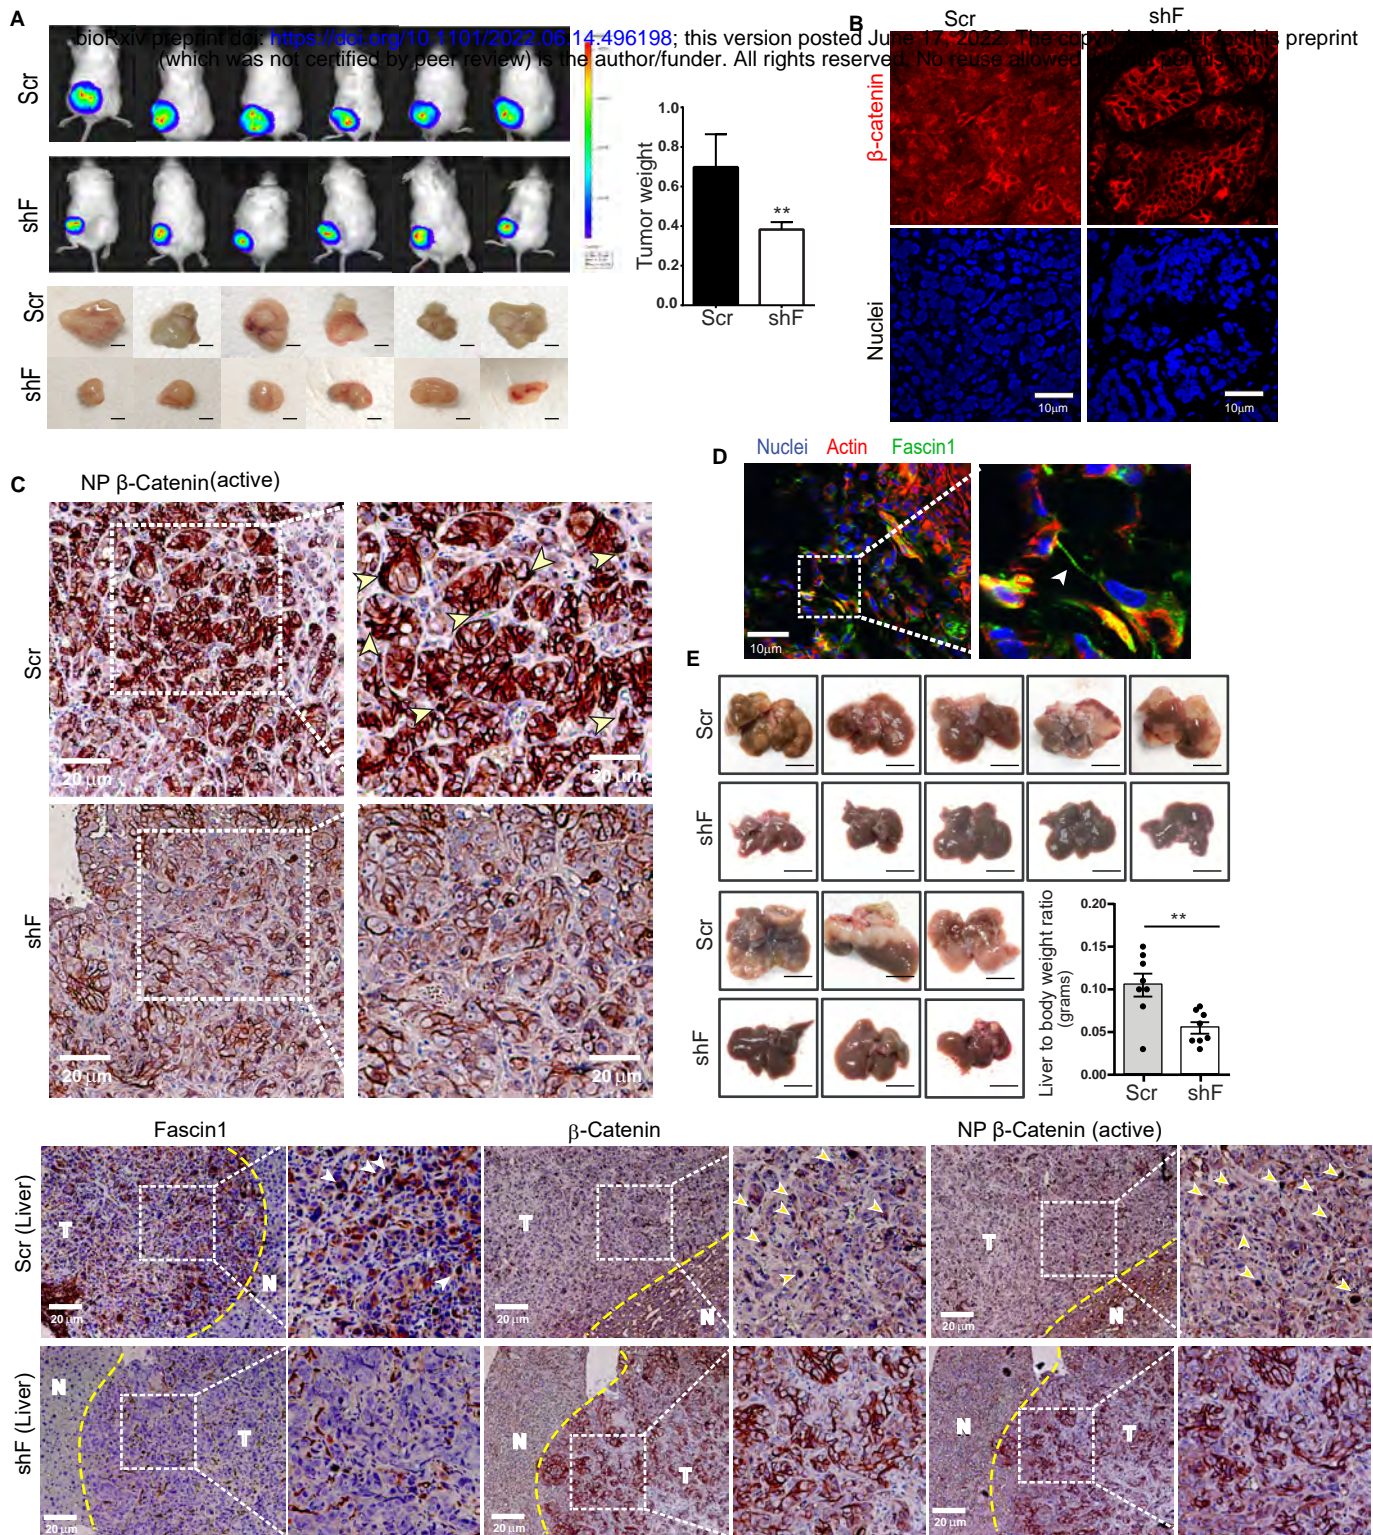 A
B
Scr
shF
bioRxiv preprint doi: https://doi.org/10.1101/2022.06.14.496198; this version posted June 17, 2022. The copyright holder for this preprint
(which was not certified by peer review) is the author/funder. All rights reserved. No reuse allowed without permission.
Scr
shF
Scr
shF
Tumor weight
1.0
0.8
0.6
0.4
0.2
0.0
**
Scr
shF
β-catenin
Nuclei
10μm
10μm
C
NP β-Catenin (active)
Scr
20 μm
20 μm
shF
20 μm
20 μm
D
Nuclei Actin Fascin1
10μm
E
Scr
shF
Scr
shF
Liver to body weight ratio
(grams)
0.20
0.15
0.10
0.05
0.00
**
Scr
shF
Fascin1
β-Catenin
NP β-Catenin (active)
Scr (Liver)
T
N
20 μm
T
N
20 μm
T
N
20 μm
shF (Liver)
N
T
20 μm
N
T
20 μm
N
T
20 μm